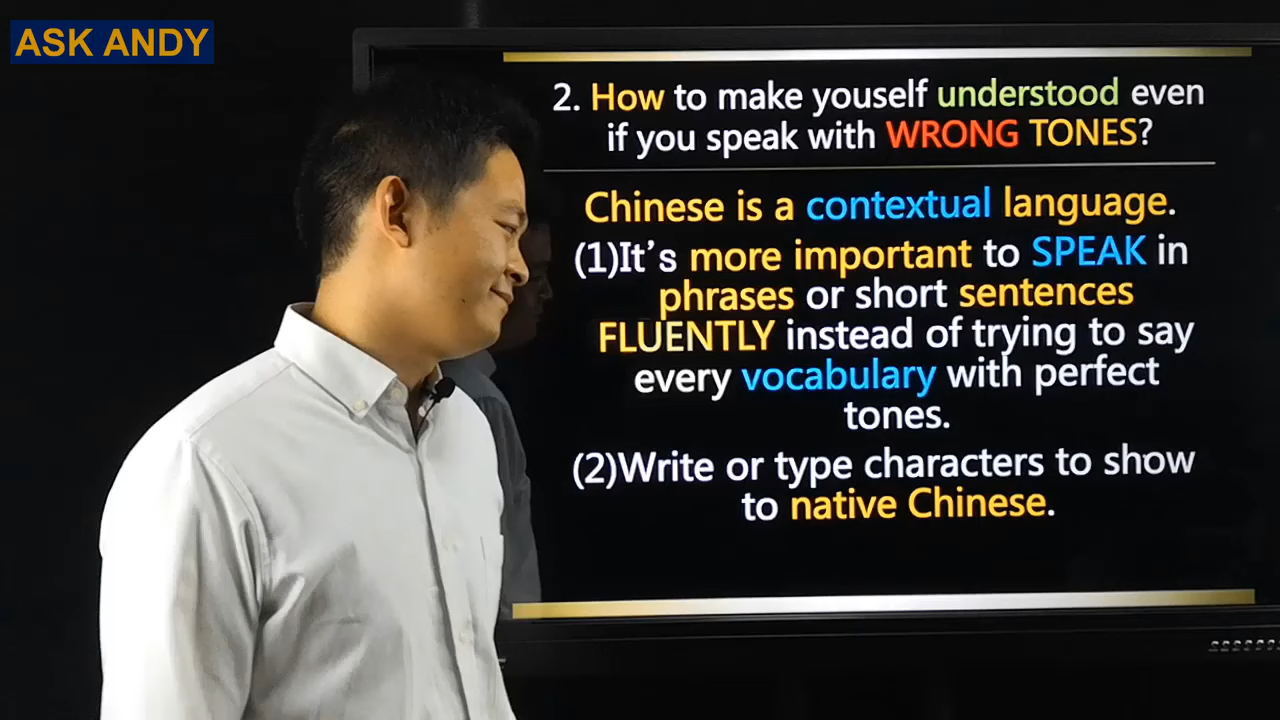 ASK ANDY
2. How to make youself understood even
if you speak with WRONG TONES?
Chinese is a contextual language.
(1)It's more important to SPEAK in
phrases or short sentences
FLUENTLY instead of trying to say
every vocabulary with perfect
tones.
(2)Write or type characters to show
to native Chinese.